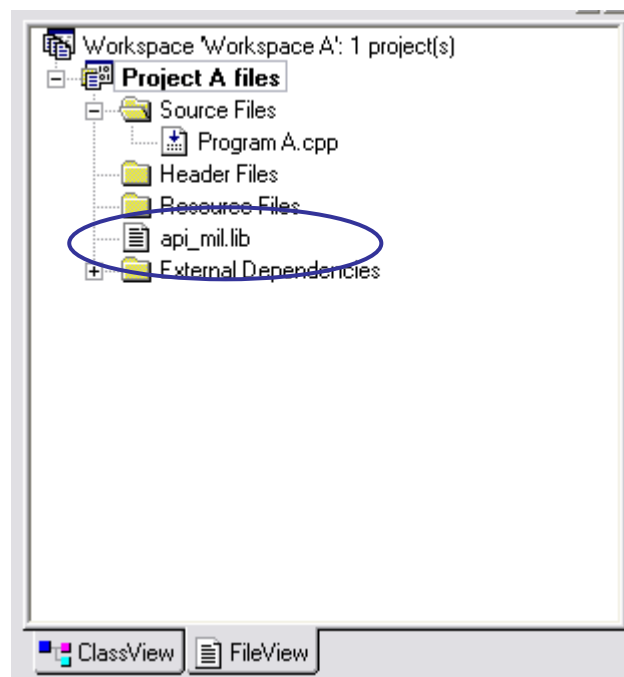 Workspace 'Workspace A': 1 project(s)
Project A files
Source Files
Program A.cpp
Header Files
Resource Files
api_mil.lib
External Dependencies
ClassView FileView